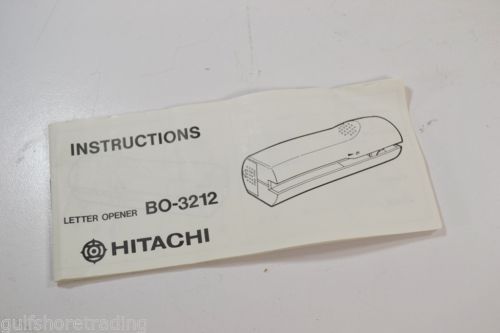 INSTRUCTIONS
LETTER OPENER BO-3212
HITACHI
gulfshoretrading